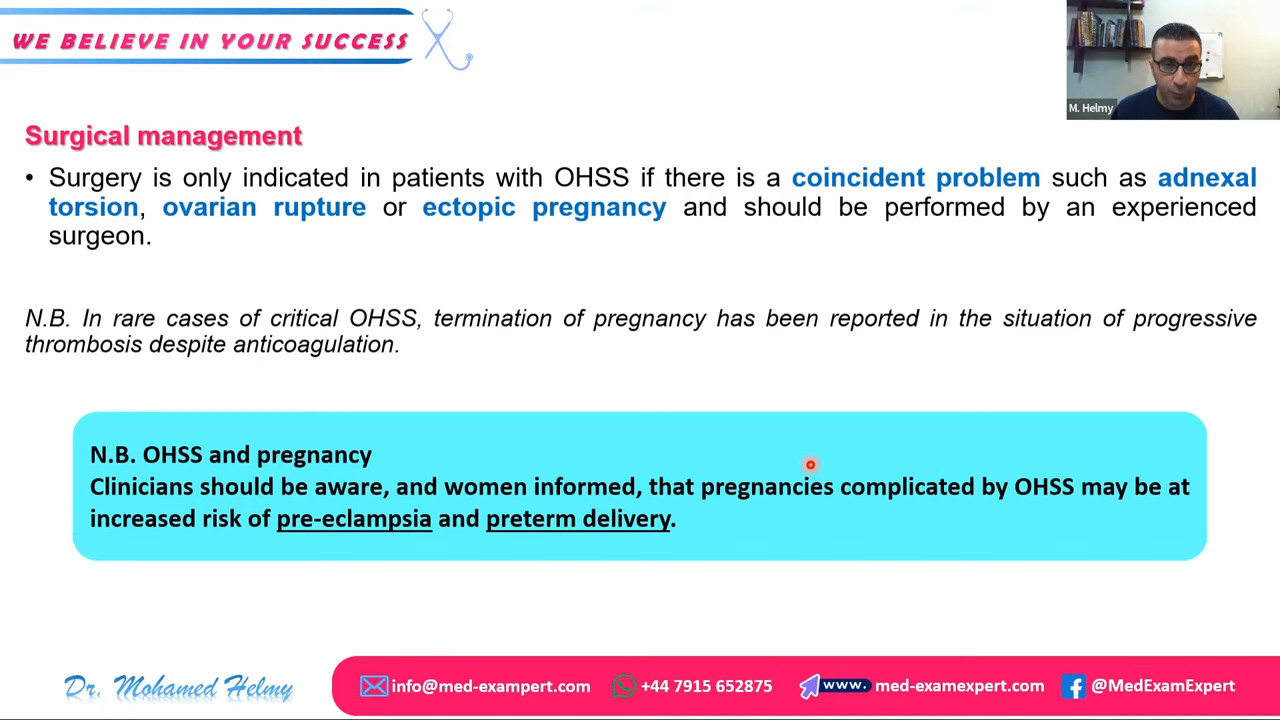 WE BELIEVE IN YOUR SUCCESS
M. Helmy
Surgical management
• Surgery is only indicated in patients with OHSS if there is a coincident problem such as adnexal
torsion, ovarian rupture or ectopic pregnancy and should be performed by an experienced
surgeon.
N.B. In rare cases of critical OHSS, termination of pregnancy has been reported in the situation of progressive
thrombosis despite anticoagulation.
N.B. OHSS and pregnancy
Clinicians should be aware, and women informed, that pregnancies complicated by OHSS may be at
increased risk of pre-eclampsia and preterm delivery.
Dr. Mohamed Helmy
info@med-exampert.com
+44 7915 652875
www. med-examexpert.com
@MedExamExpert